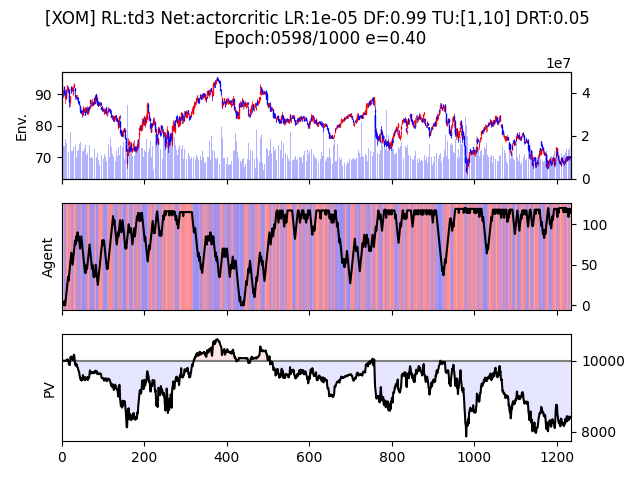 [XOM] RL:td3 Net:actorcritic LR:1e-05 DF:0.99 TU:[1,10] DRT:0.05
Epoch:0598/1000 e=0.40
1e7
Env.
90
80
70
4
2
0
Agent
100
50
0
PV
10000
8000
0 200 400 600 800 1000 1200